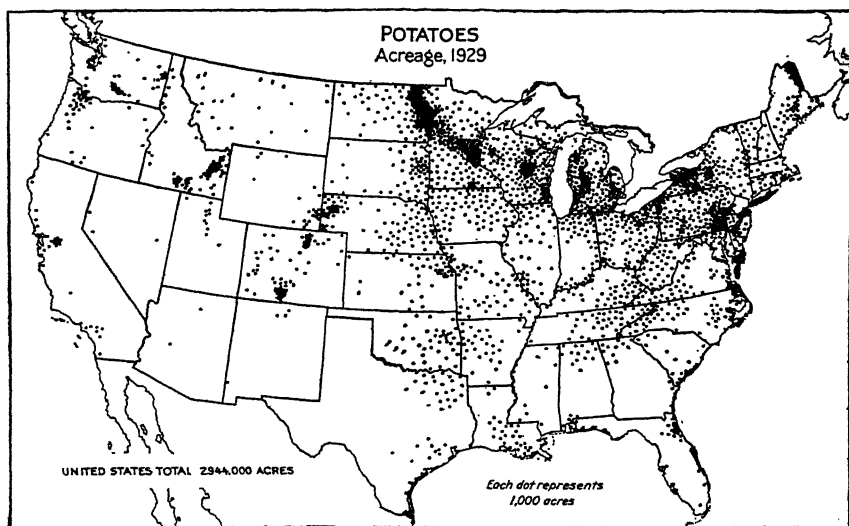 POTATOES
Acreage, 1929
UNITED STATES TOTAL 2,944,000 ACRES
Each dot represents
1,000 acres